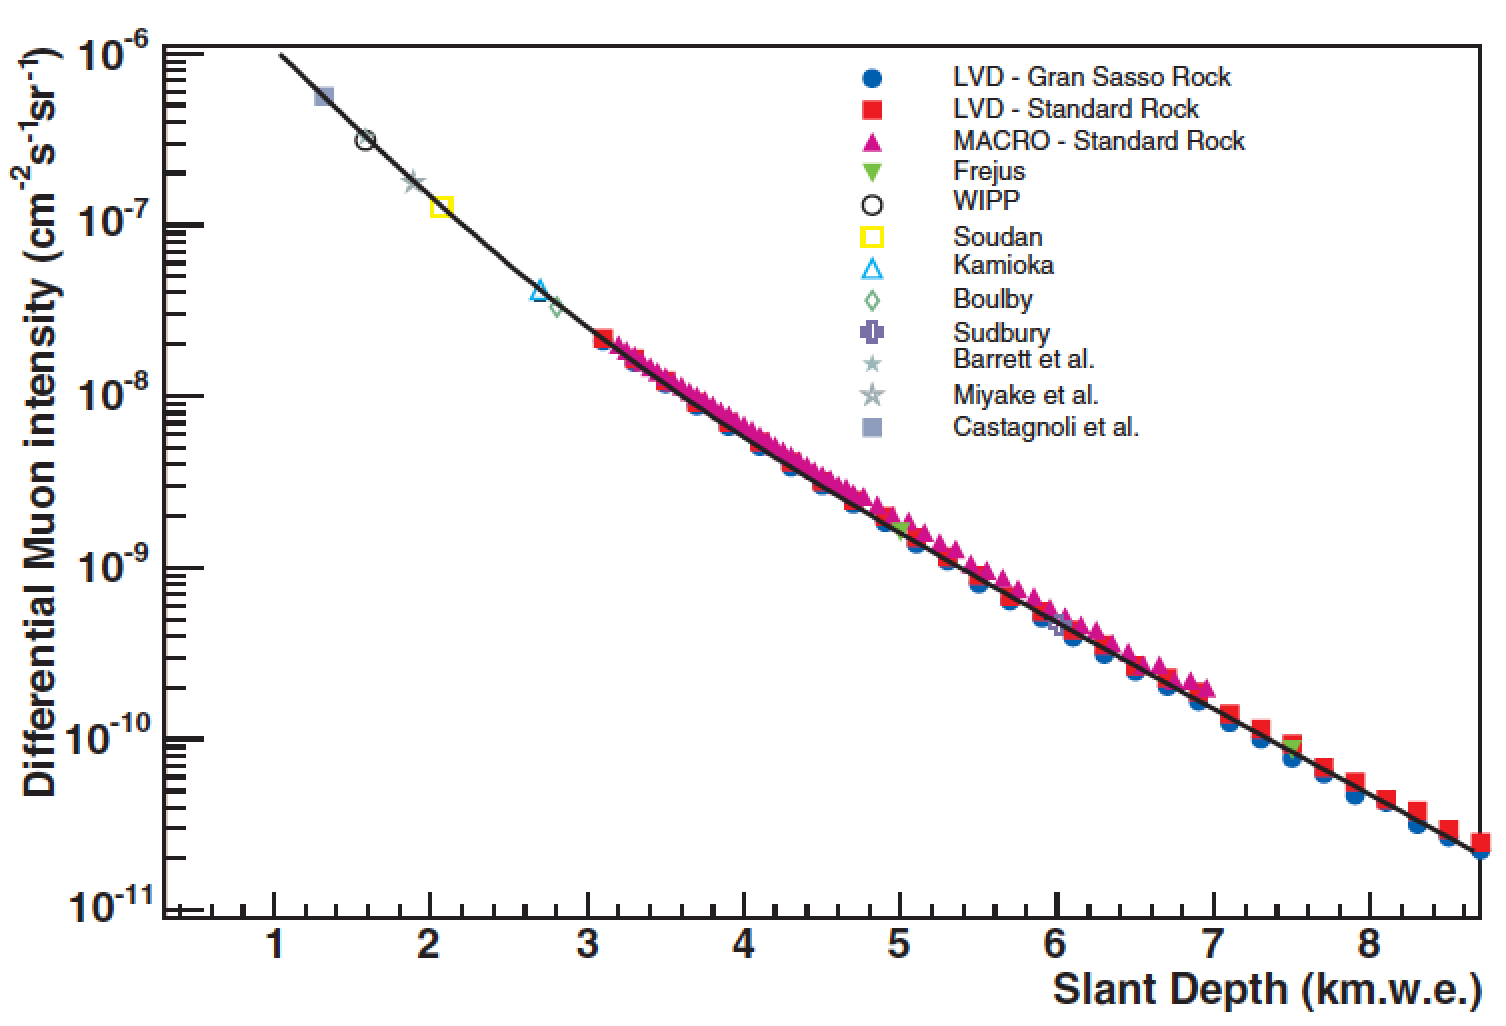 Differential Muon intensity (cm⁻²s⁻¹sr⁻¹)
10⁻⁶
10⁻⁷
10⁻⁸
10⁻⁹
10⁻¹⁰
10⁻¹¹
LVD - Gran Sasso Rock
LVD - Standard Rock
MACRO - Standard Rock
Frejus
WIPP
Soudan
Kamioka
Boulby
Sudbury
Barrett et al.
Miyake et al.
Castagnoli et al.
1 2 3 4 5 6 7 8
Slant Depth (km.w.e.)